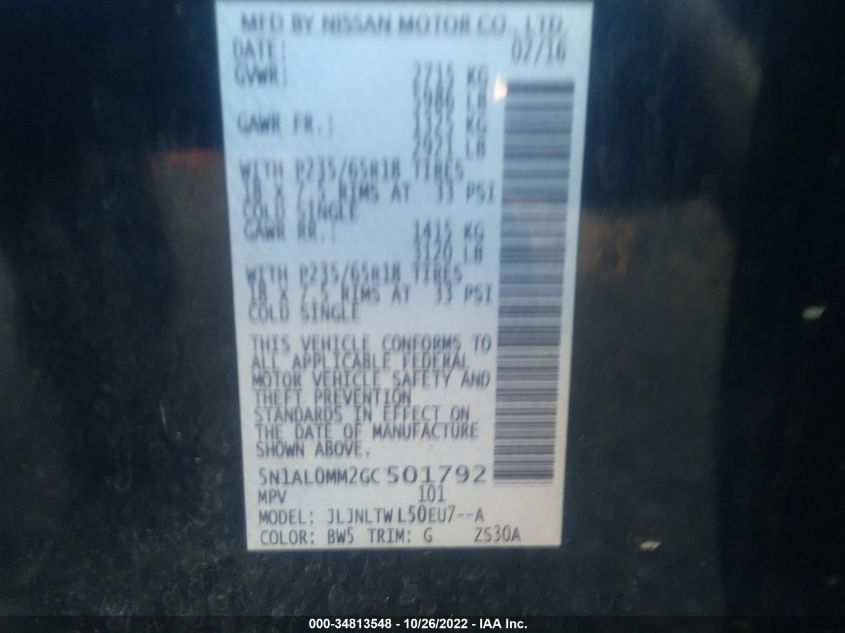 MFD BY NISSAN MOTOR CO., LTD.
DATE: 02/16
GVWR: 2715 KG
5986 LB
GAWR FR.: 1325 KG
2921 LB
WITH P235/65R18 TIRES
18 X 7.5 RIMS AT 33 PSI
COLD SINGLE
GAWR RR.: 1415 KG
3120 LB
WITH P235/65R18 TIRES
18 X 7.5 RIMS AT 33 PSI
COLD SINGLE
THIS VEHICLE CONFORMS TO
ALL APPLICABLE FEDERAL
MOTOR VEHICLE SAFETY AND
THEFT PREVENTION
STANDARDS IN EFFECT ON
THE DATE OF MANUFACTURE
SHOWN ABOVE.
5N1AL0MM2GC501792
MPV 101
MODEL: JLJNLTWL50EU7--A
COLOR: BW5 TRIM: G ZS30A
000-34813548 - 10/26/2022 - IAA Inc.